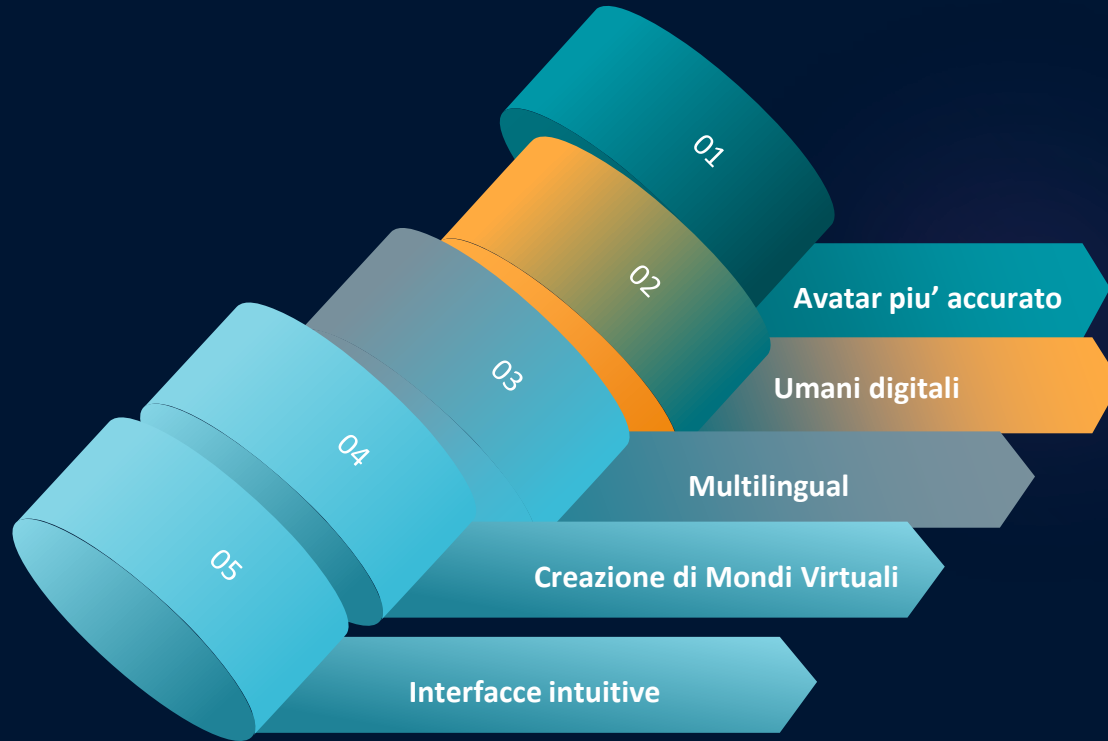 01
Avatar piu’ accurato
02
Umani digitali
03
Multilingual
04
Creazione di Mondi Virtuali
05
Interfacce intuitive